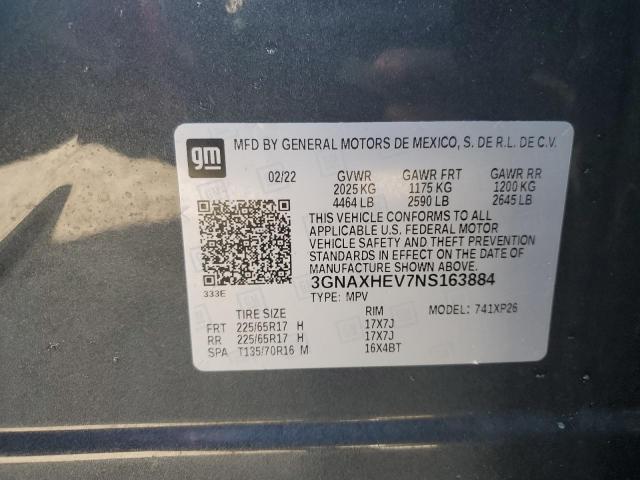 gm
MFD BY GENERAL MOTORS DE MEXICO, S. DE R.L. DE C.V.
02/22 GVWR GAWR FRT GAWR RR
2025 KG 1175 KG 1200 KG
4464 LB 2590 LB 2645 LB
THIS VEHICLE CONFORMS TO ALL
APPLICABLE U.S. FEDERAL MOTOR
VEHICLE SAFETY AND THEFT PREVENTION
STANDARDS IN EFFECT ON THE DATE OF
MANUFACTURE SHOWN ABOVE.
3GNAXHEV7NS163884
333E
TYPE: MPV
MODEL: 741XP26
TIRE SIZE RIM
FRT 225/65R17 H 17X7J
RR 225/65R17 H 17X7J
SPA T135/70R16 M 16X4BT